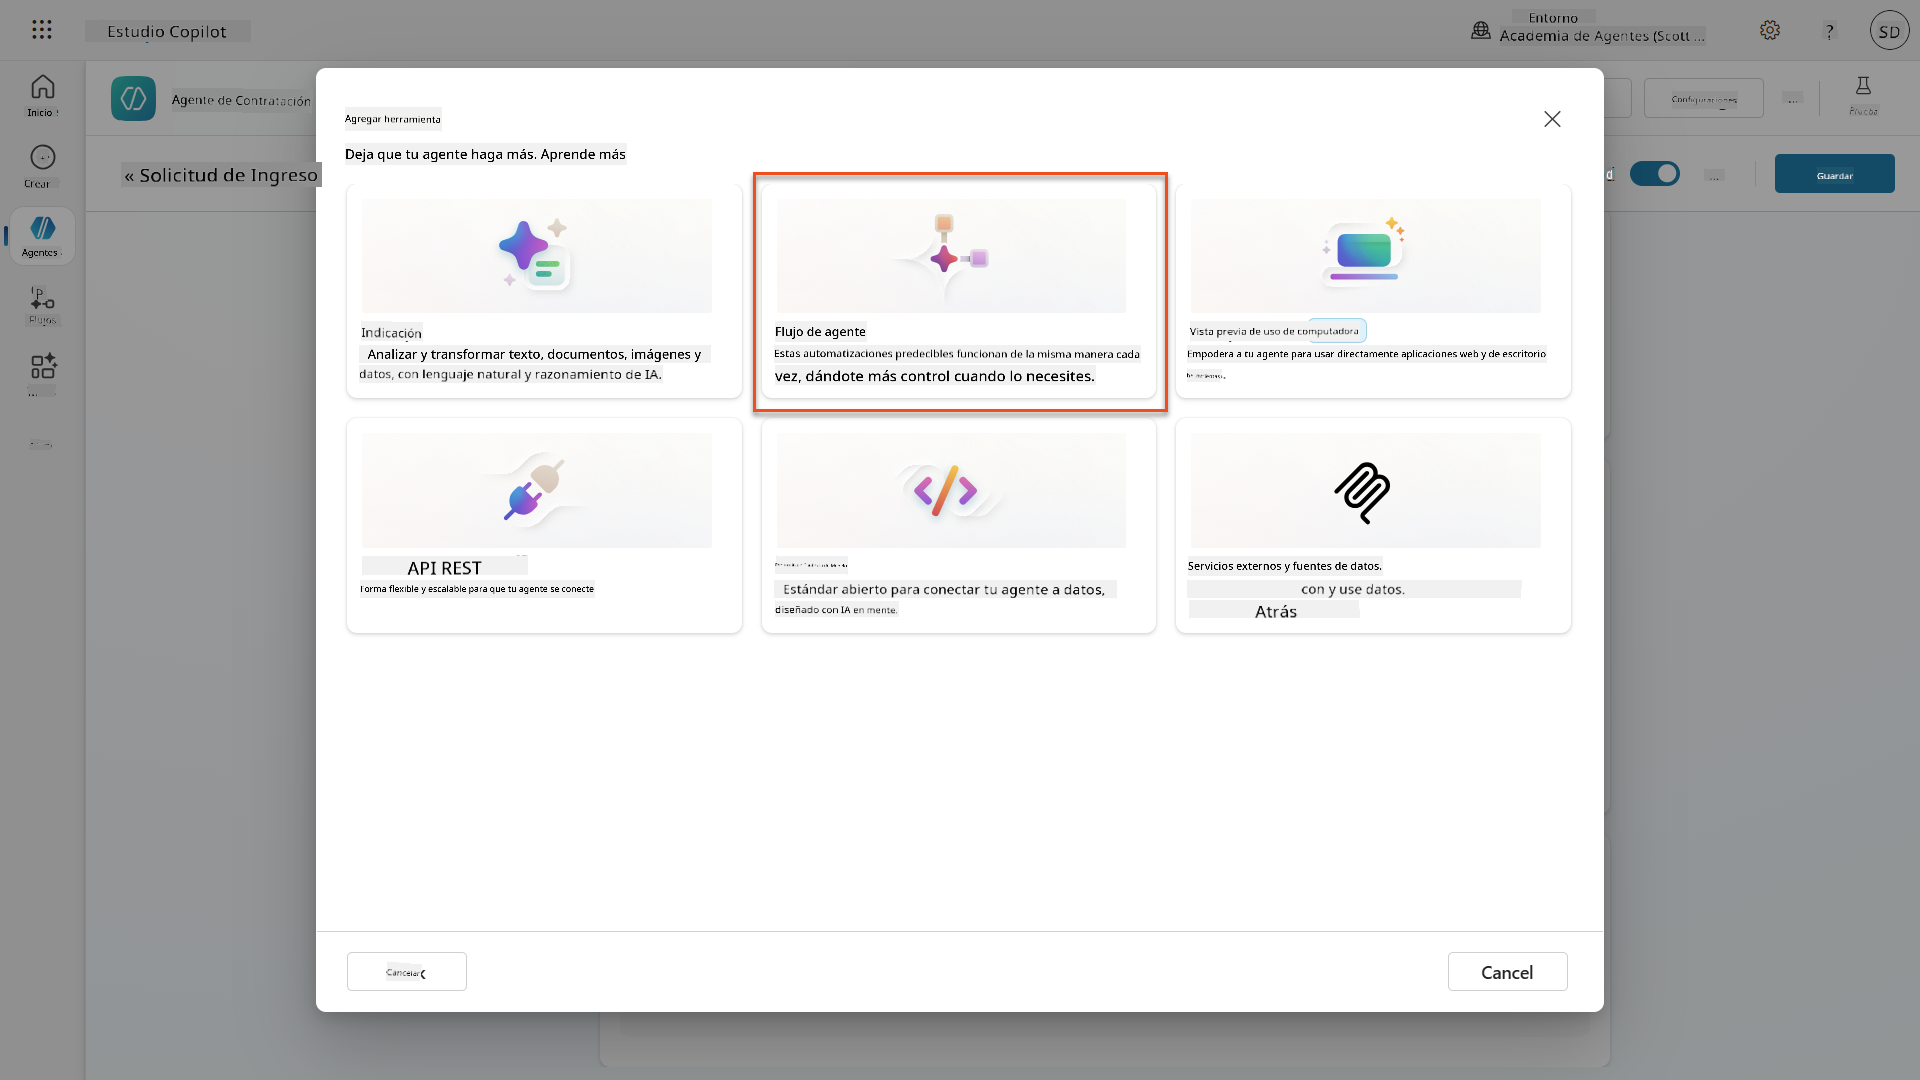 Estudio Copilot
Entorno
Academia de Agentes (Scott ...
?
SD
Inicio
Crear
Agentes
Flujos
...
Agente de Contratación
Configuraciones
...
Prueba
« Solicitud de Ingreso
d
...
Guardar
Agregar herramienta
Deja que tu agente haga más. Aprende más
Indicación
Analizar y transformar texto, documentos, imágenes y
datos, con lenguaje natural y razonamiento de IA.
Flujo de agente
Estas automatizaciones predecibles funcionan de la misma manera cada
vez, dándote más control cuando lo necesites.
Vista previa de uso de computadora
Empodera a tu agente para usar directamente aplicaciones web y de escritorio
API REST
Forma flexible y escalable para que tu agente se conecte
Estándar abierto para conectar tu agente a datos,
diseñado con IA en mente.
Servicios externos y fuentes de datos.
con y use datos.
Atrás
Cancelar
Cancel